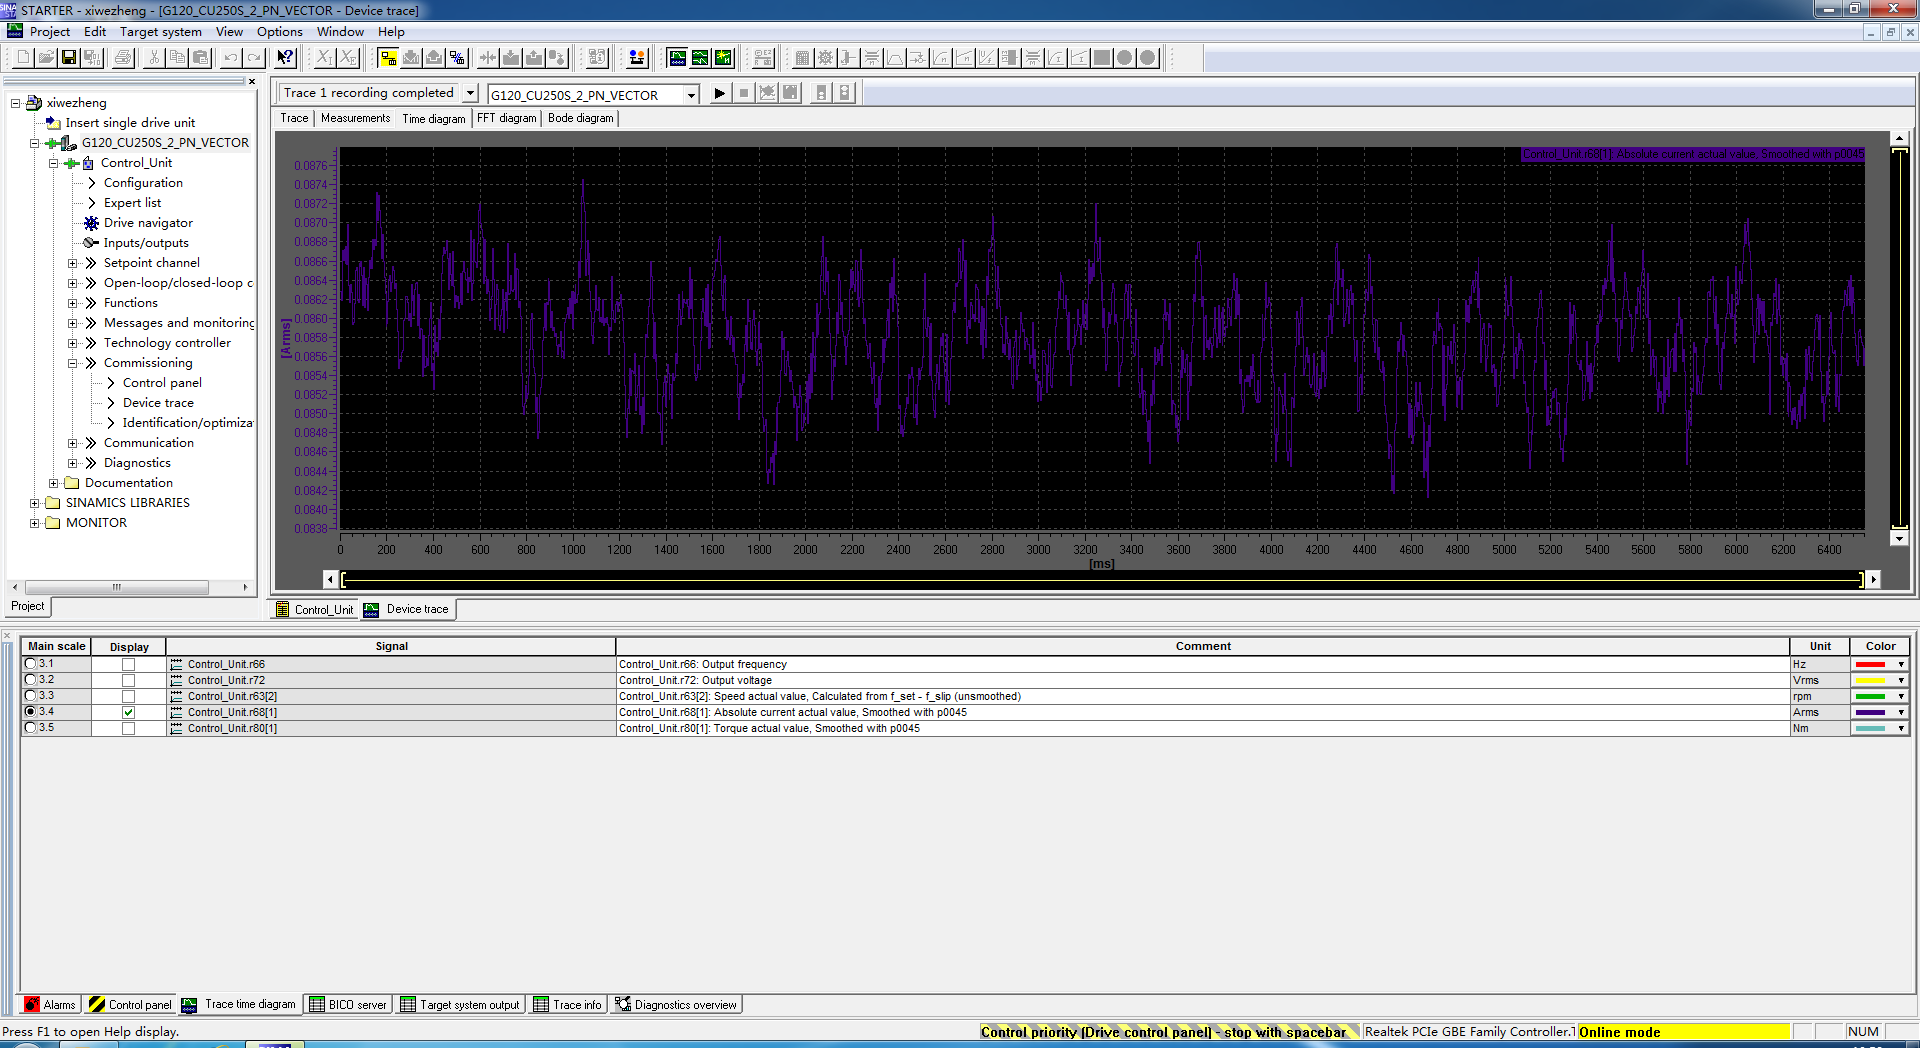 STARTER - xiwezheng - [G120_CU250S_2_PN_VECTOR - Device trace]
Project Edit Target system View Options Window Help
Trace 1 recording completed G120_CU250S_2_PN_VECTOR
Trace Measurements Time diagram FFT diagram Bode diagram
xiwezheng
Insert single drive unit
G120_CU250S_2_PN_VECTOR
Control_Unit
Configuration
Expert list
Drive navigator
Inputs/outputs
Setpoint channel
Open-loop/closed-loop c
Functions
Messages and monitoring
Technology controller
Commissioning
Control panel
Device trace
Identification/optimiza
Communication
Diagnostics
Documentation
SINAMICS LIBRARIES
MONITOR
Project
Control_Unit.r68[1]: Absolute current actual value, Smoothed with p0045
0.0876
0.0874
0.0872
0.0870
0.0868
0.0866
0.0864
0.0862
0.0860
0.0858
0.0856
0.0854
0.0852
0.0850
0.0848
0.0846
0.0844
0.0842
0.0840
0.0838
[Arms]
0 200 400 600 800 1000 1200 1400 1600 1800 2000 2200 2400 2600 2800 3000 3200 3400 3600 3800 4000 4200 4400 4600 4800 5000 5200 5400 5600 5800 6000 6200 6400
[ms]
Control_Unit Device trace
Main scale Display Signal Comment Unit Color
3.1 Control_Unit.r66 Control_Unit.r66: Output frequency Hz
3.2 Control_Unit.r72 Control_Unit.r72: Output voltage Vrms
3.3 Control_Unit.r63[2] Control_Unit.r63[2]: Speed actual value, Calculated from f_set - f_slip (unsmoothed) rpm
3.4 Control_Unit.r68[1] Control_Unit.r68[1]: Absolute current actual value, Smoothed with p0045 Arms
3.5 Control_Unit.r80[1] Control_Unit.r80[1]: Torque actual value, Smoothed with p0045 Nm
Alarms Control panel Trace time diagram BICO server Target system output Trace info Diagnostics overview
Press F1 to open Help display. Control priority [Drive control panel] - stop with spacebar Realtek PCIe GBE Family Controller.T Online mode NUM